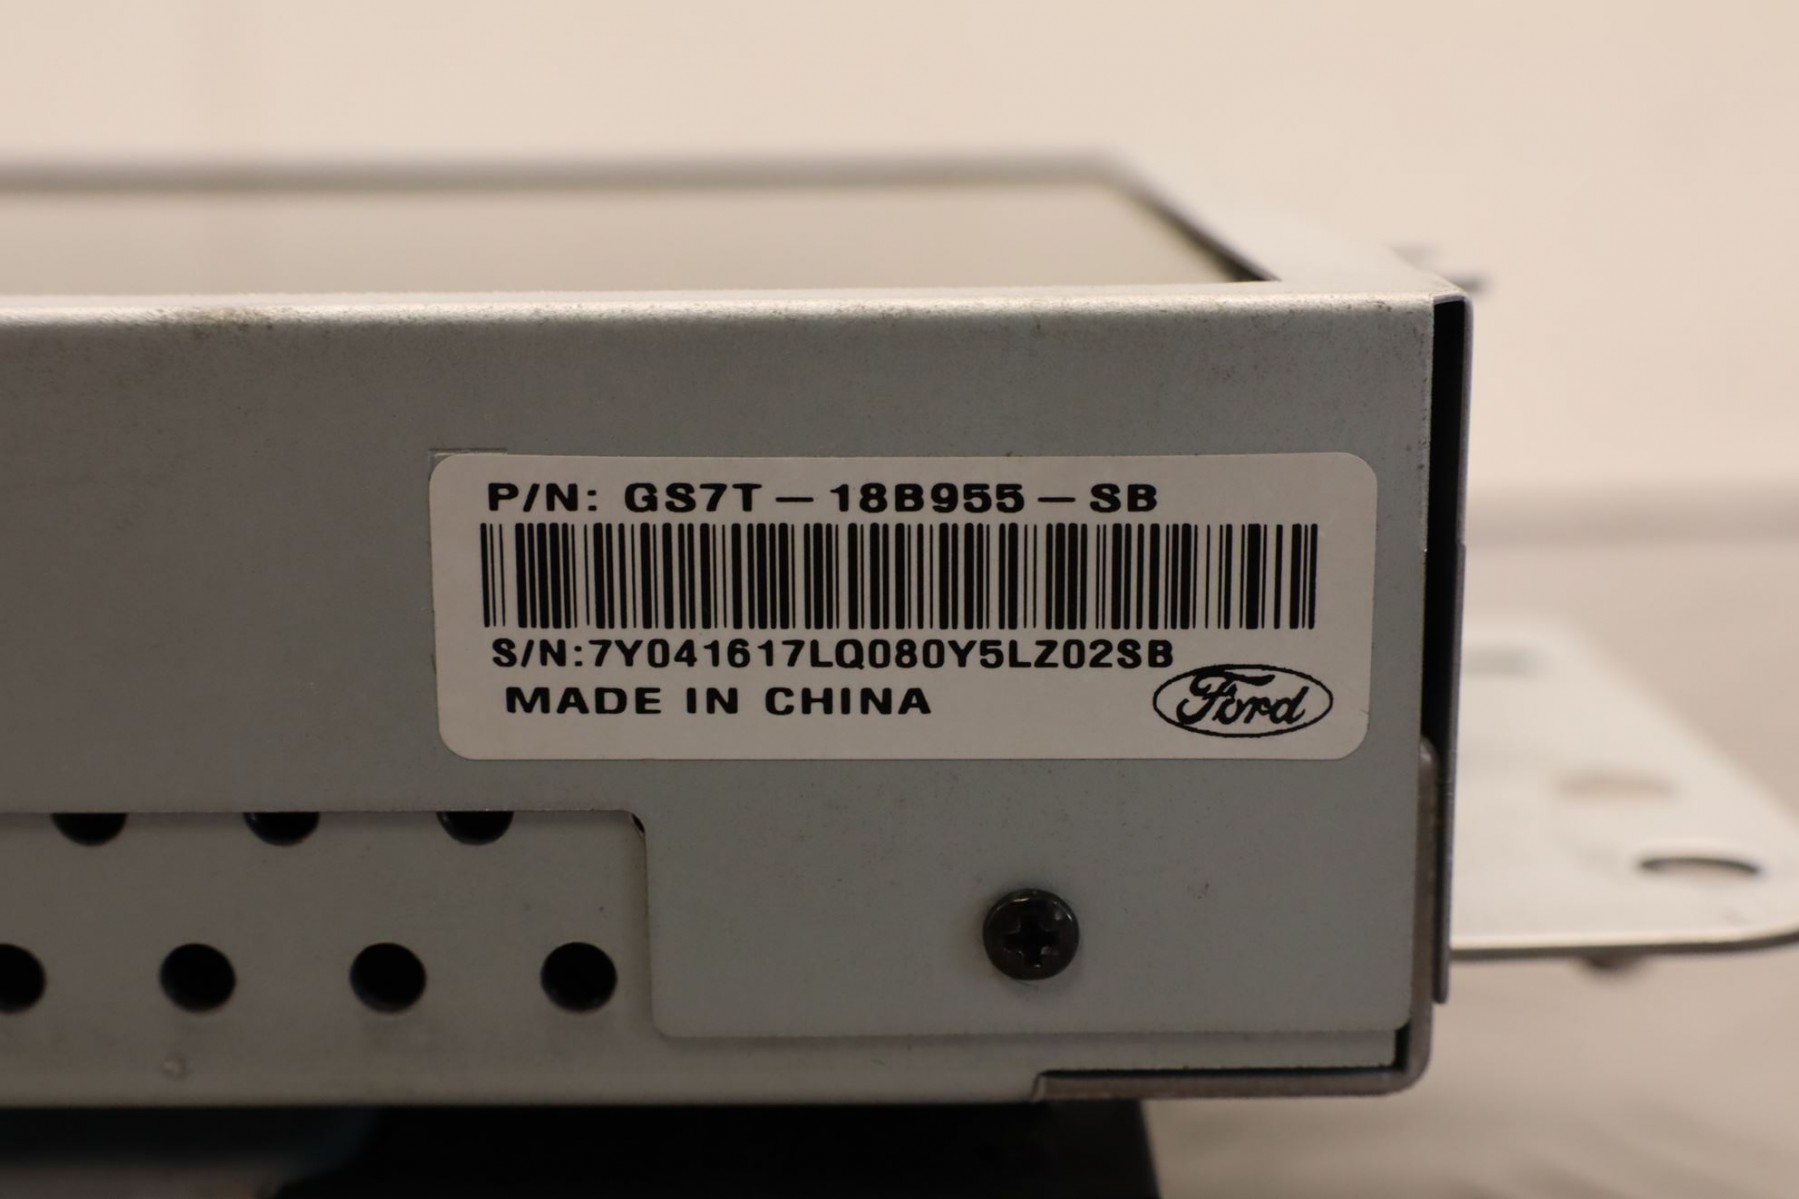 P/N: GS7T-18B955-SB
S/N:7Y041617LQ080Y5LZ02SB
MADE IN CHINA
Ford